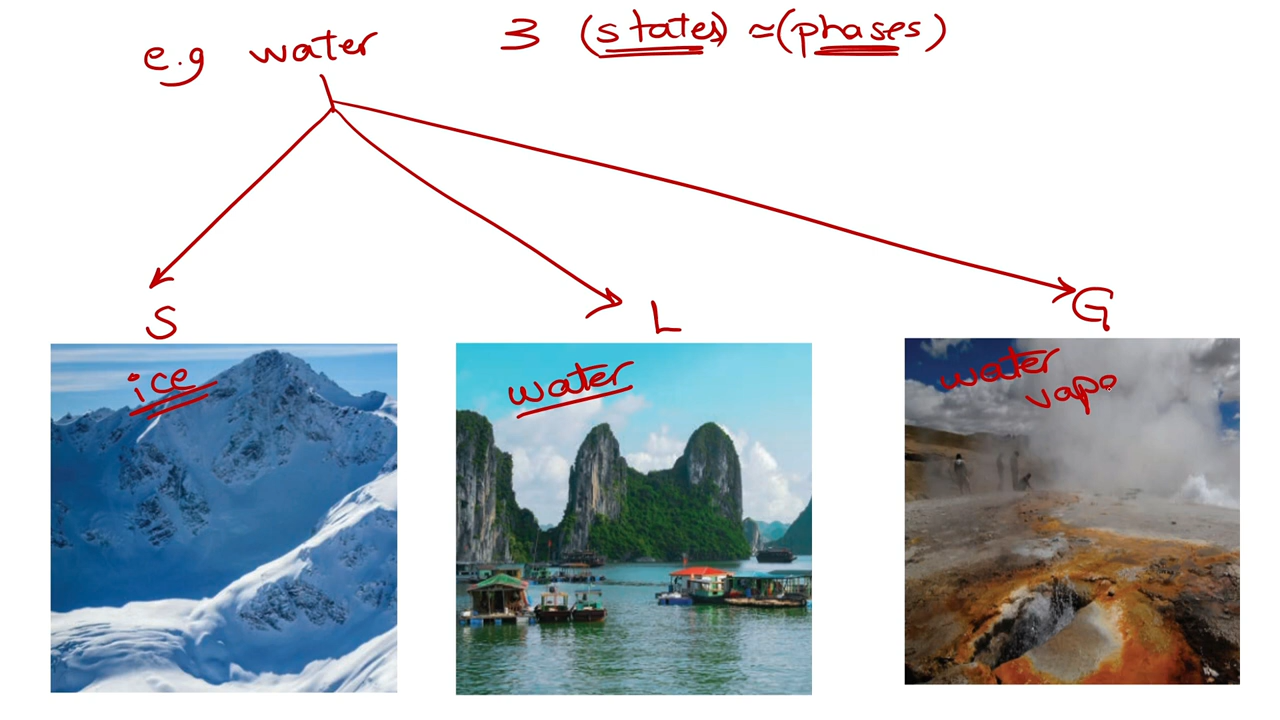 e.g water 3 (states) ≃ (phases)
S
L
G
ice
water
water
vapo